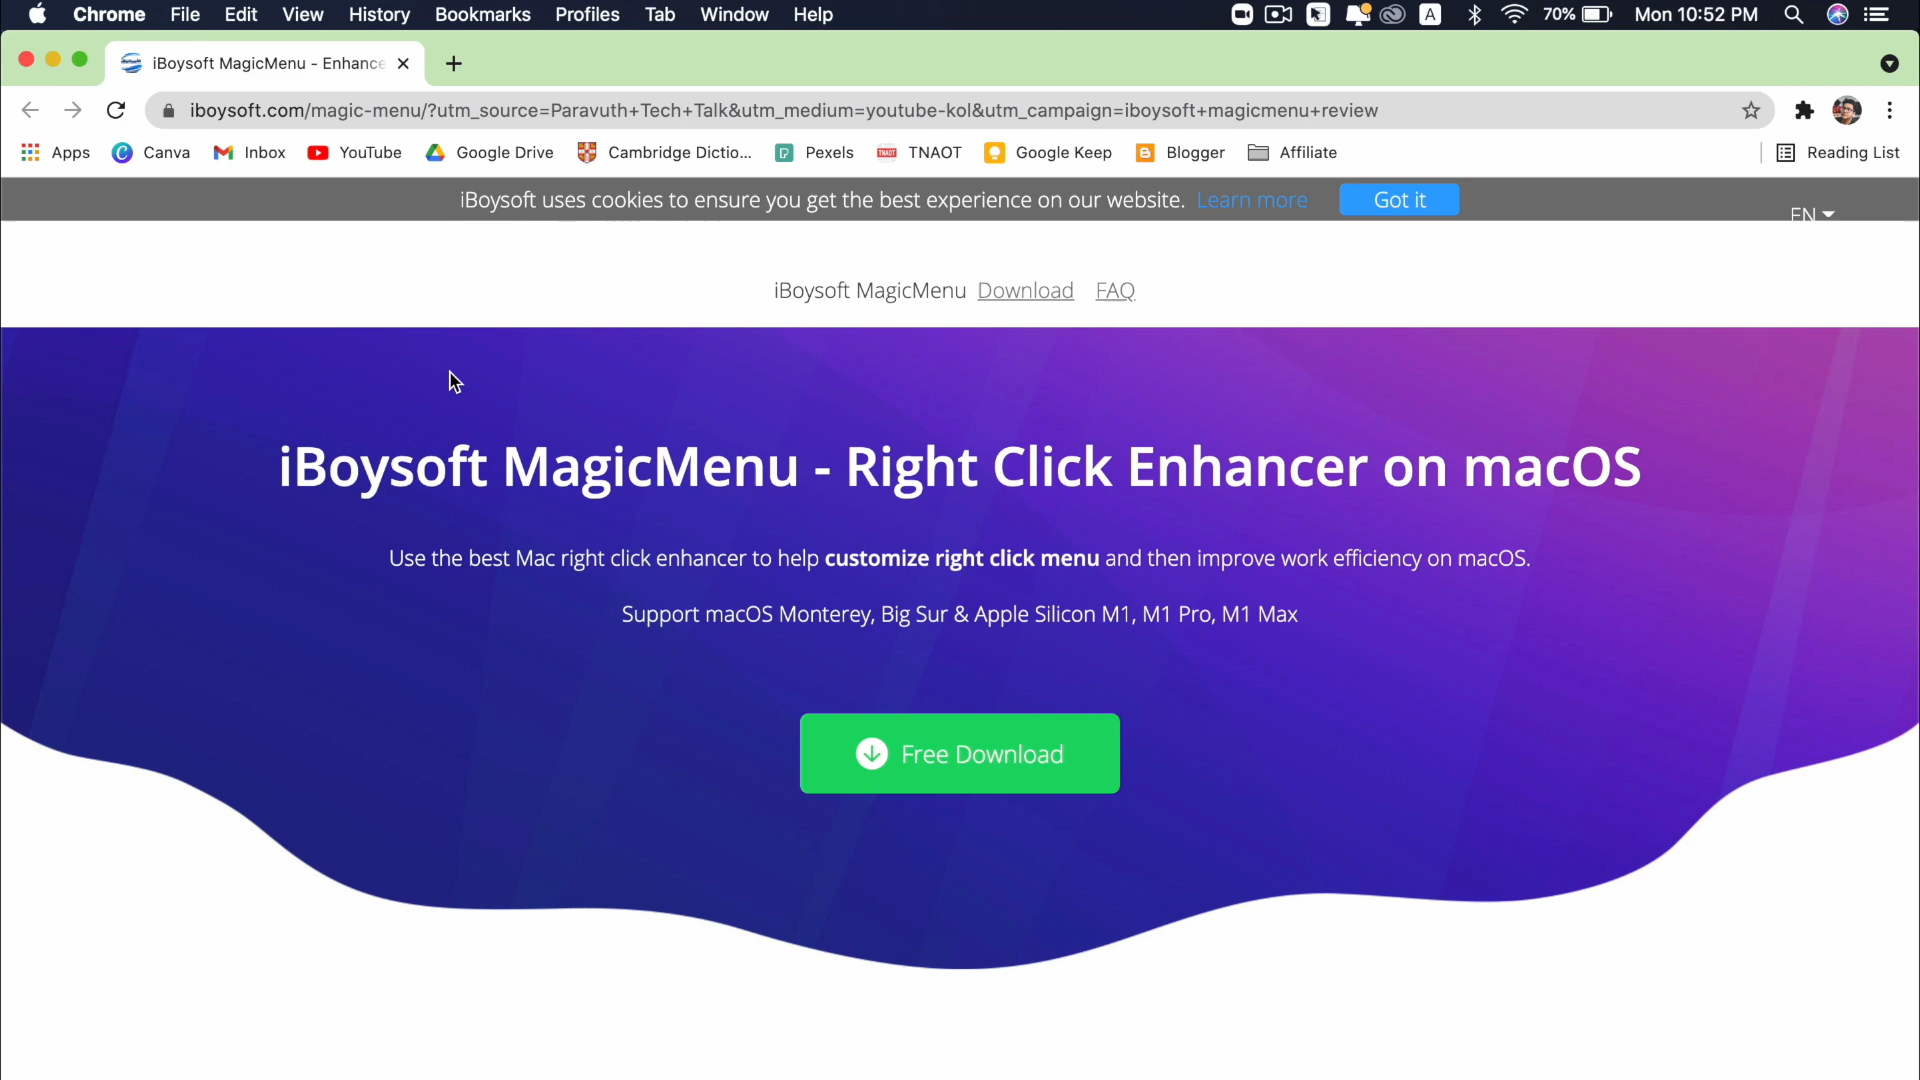 Chrome File Edit View History Bookmarks Profiles Tab Window Help A 70% Mon 10:52 PM
iBoysoft MagicMenu - Enhance
iboysoft.com/magic-menu/?utm_source=Paravuth+Tech+Talk&utm_medium=youtube-kol&utm_campaign=iboysoft+magicmenu+review
Apps Canva Inbox YouTube Google Drive Cambridge Dictio... Pexels TNAOT TNAOT Google Keep Blogger Affiliate Reading List
iBoysoft uses cookies to ensure you get the best experience on our website. Learn more Got it
EN
iBoysoft MagicMenu Download FAQ
iBoysoft MagicMenu - Right Click Enhancer on macOS
Use the best Mac right click enhancer to help customize right click menu and then improve work efficiency on macOS.
Support macOS Monterey, Big Sur & Apple Silicon M1, M1 Pro, M1 Max
Free Download